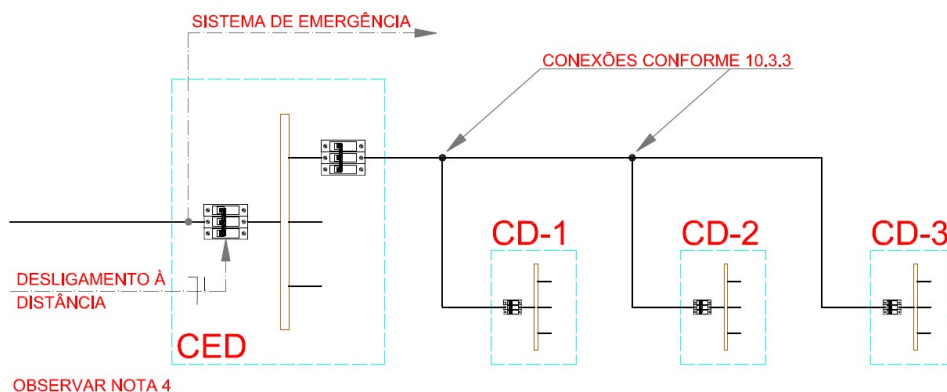 SISTEMA DE EMERGÊNCIA
CONEXÕES CONFORME 10.3.3
CD-1
CD-2
CD-3
DESLIGAMENTO À
DISTÂNCIA
CED
OBSERVAR NOTA 4